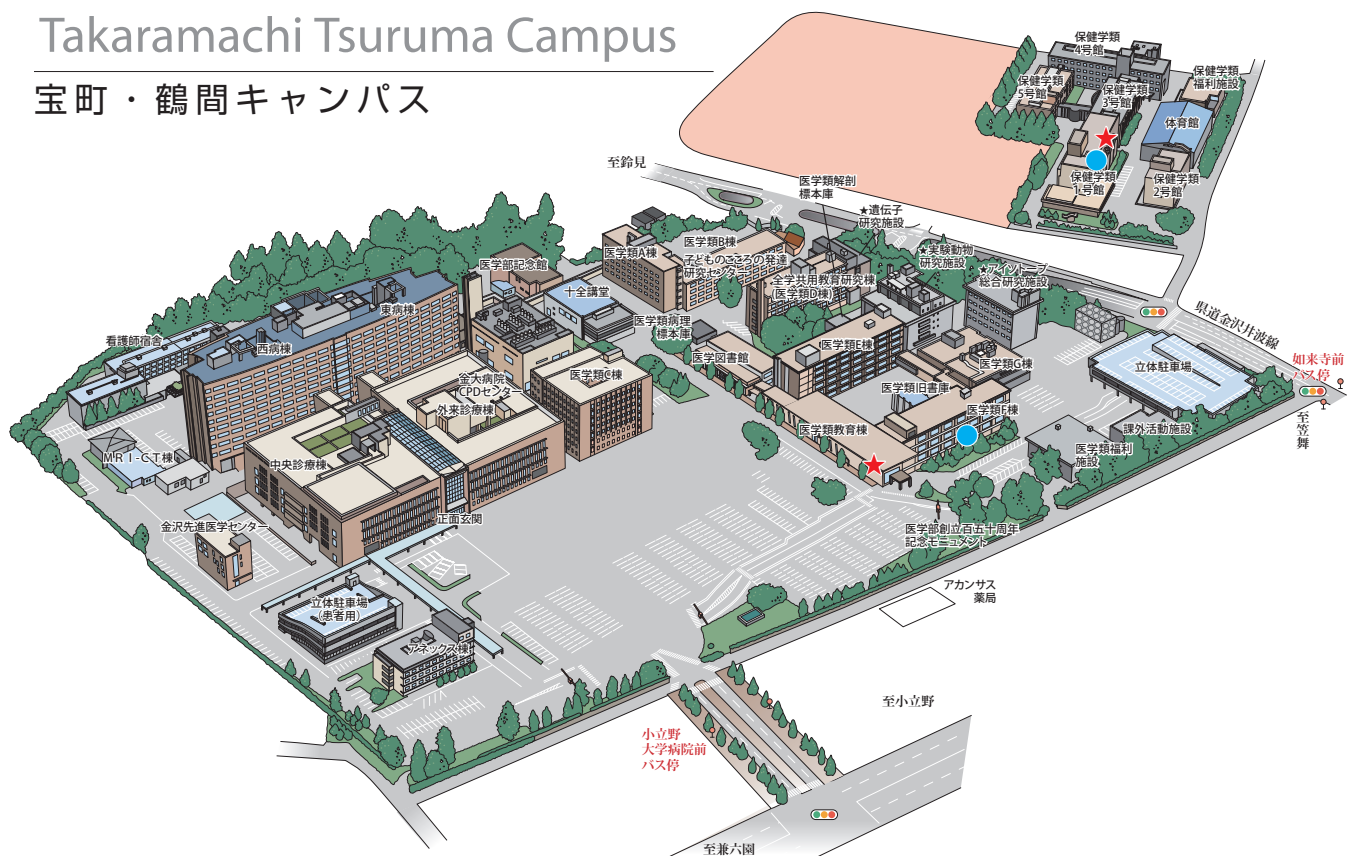 Takaramachi Tsuruma Campus
宝町・鶴間キャンパス
保健学類
4号館
保健学類
5号館
保健学類
3号館
保健学類
福利施設
体育館
保健学類
1号館
保健学類
2号館
至鈴見
医学類解剖
標本庫
★遺伝子
研究施設
★実験動物
研究施設
★アイソトープ
総合研究施設
医学類A棟
医学類B棟
子どものこころの発達
研究センター
全学共用教育研究棟
(医学類D棟)
医学部記念館
十全講堂
医学類病理
標本庫
県道金沢井波線
如来寺前
バス停
至笠舞
東病棟
看護師宿舎
西病棟
医学図書館
医学類E棟
医学類G棟
立体駐車場
金大病院
CPDセンター
医学類C棟
外来診療棟
医学類旧書庫
医学類F棟
医学類教育棟
課外活動施設
医学類福利
施設
MRI-CT棟
中央診療棟
正面玄関
金沢先進医学センター
医学部創立百五十周年
記念モニュメント
アカンサス
薬局
立体駐車場
(患者用)
アネックス棟
至小立野
小立野
大学病院前
バス停
至兼六園